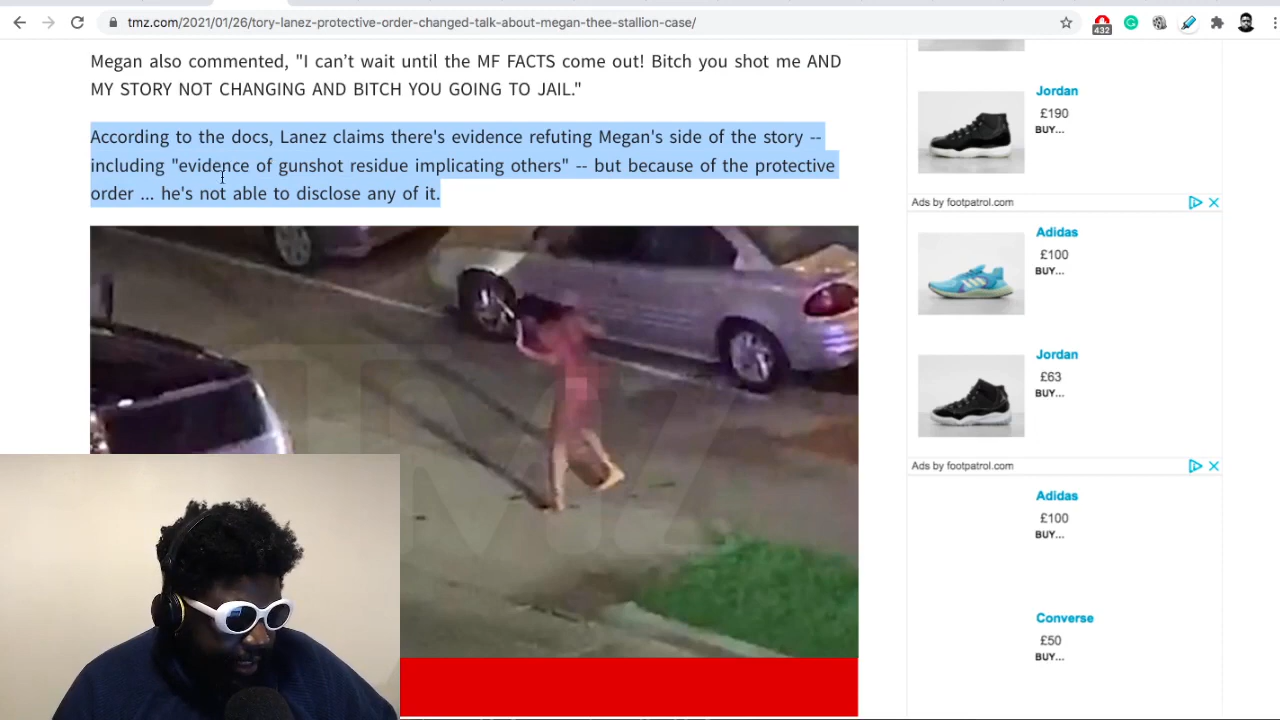 tmz.com/2021/01/26/tory-lanez-protective-order-changed-talk-about-megan-thee-stallion-case/
432
Megan also commented, "I can't wait until the MF FACTS come out! Bitch you shot me AND
MY STORY NOT CHANGING AND BITCH YOU GOING TO JAIL."
According to the docs, Lanez claims there's evidence refuting Megan's side of the story --
including "evidence of gunshot residue implicating others" -- but because of the protective
order ... he's not able to disclose any of it.
TMZ
Jordan
£190
BUY...
Ads by footpatrol.com
Adidas
£100
BUY...
Jordan
£63
BUY...
Ads by footpatrol.com
Adidas
£100
BUY...
Converse
£50
BUY...